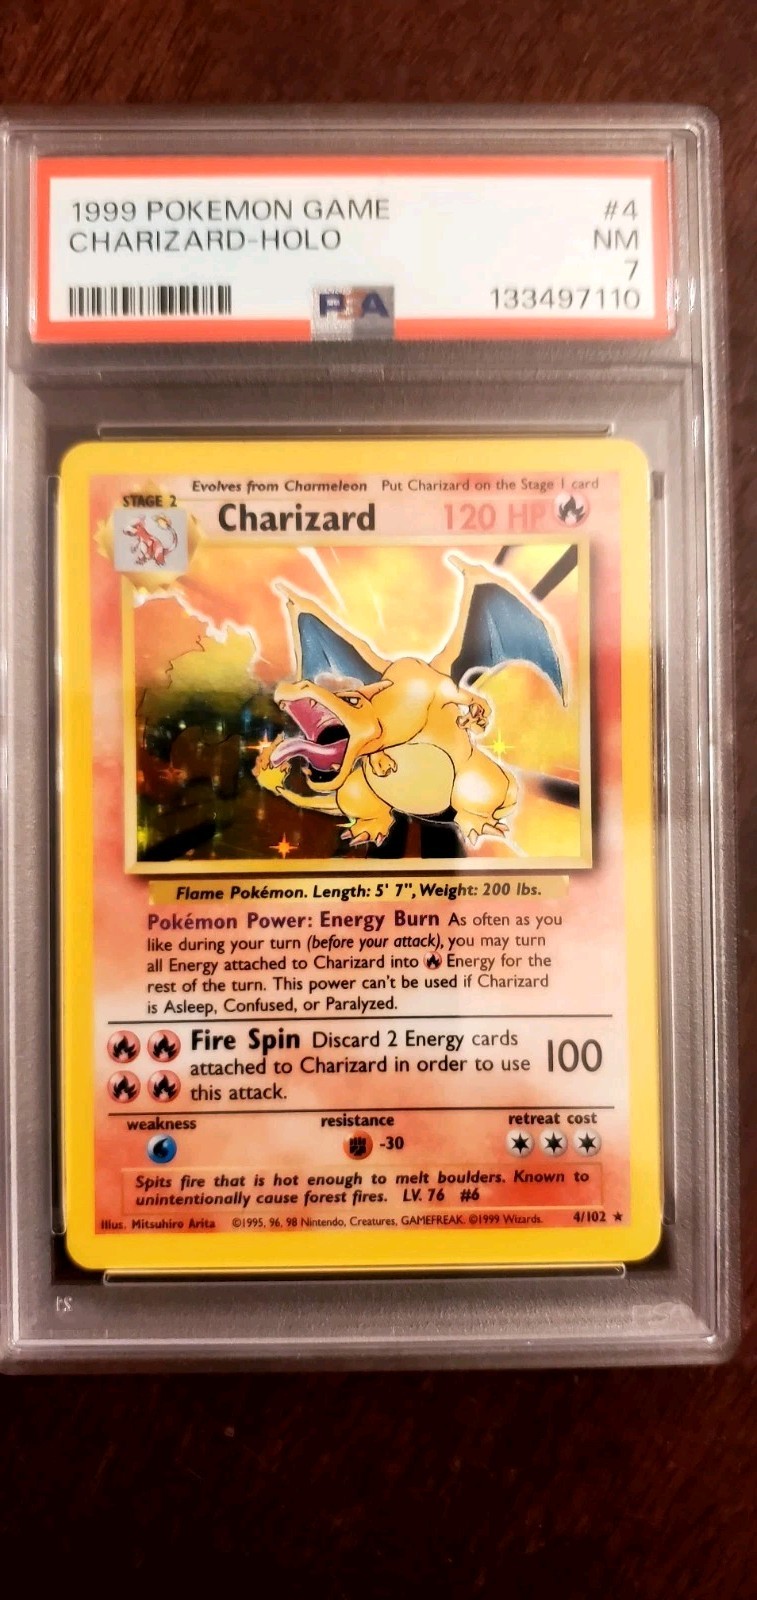 1999 POKEMON GAME #4
CHARIZARD-HOLO NM
7
PSA 133497110
Evolves from Charmeleon Put Charizard on the Stage 1 card
STAGE 2
Charizard 120 HP
Flame Pokémon. Length: 5' 7", Weight: 200 lbs.
Pokémon Power: Energy Burn As often as you
like during your turn (before your attack), you may turn
all Energy attached to Charizard into Energy for the
rest of the turn. This power can't be used if Charizard
is Asleep, Confused, or Paralyzed.
Fire Spin Discard 2 Energy cards
attached to Charizard in order to use 100
this attack.
weakness resistance retreat cost
-30
Spits fire that is hot enough to melt boulders. Known to
unintentionally cause forest fires. LV. 76 #6
Illus. Mitsuhiro Arita ©1995, 96, 98 Nintendo, Creatures, GAMEFREAK. ©1999 Wizards. 4/102 ★